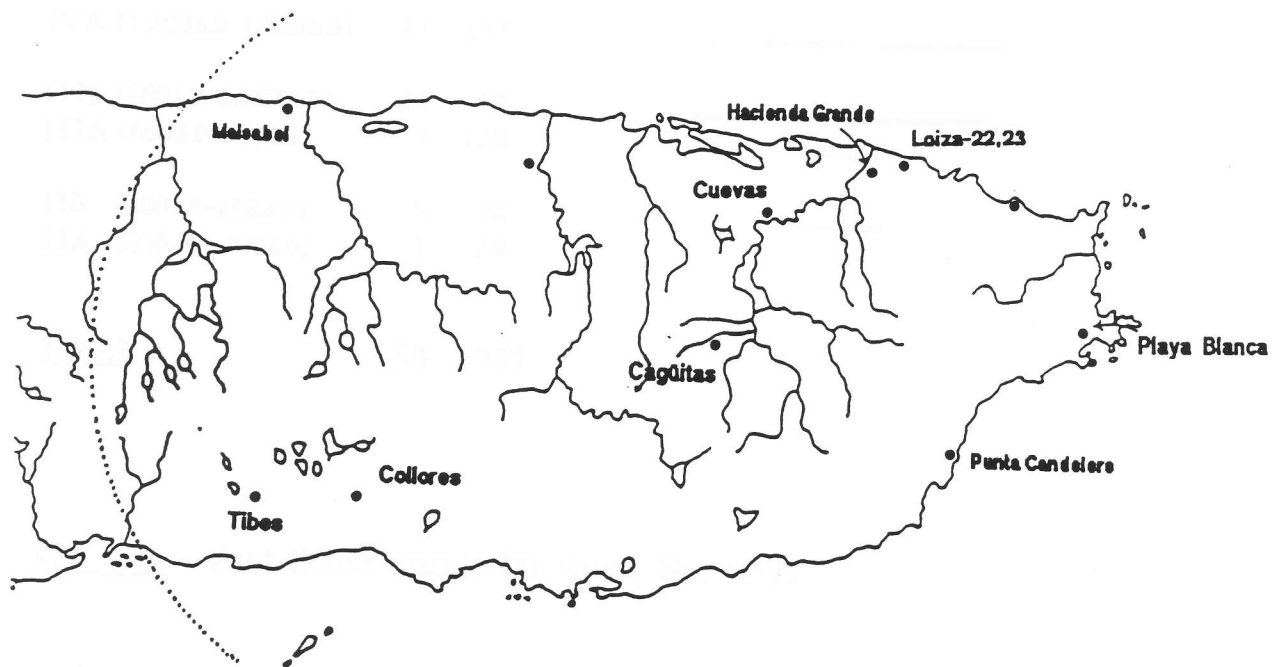 Maisabel
Hacienda Grande
Loiza-22,23
Cuevas
Cagüitas
Playa Blanca
Punta Candelero
Collores
Tibes